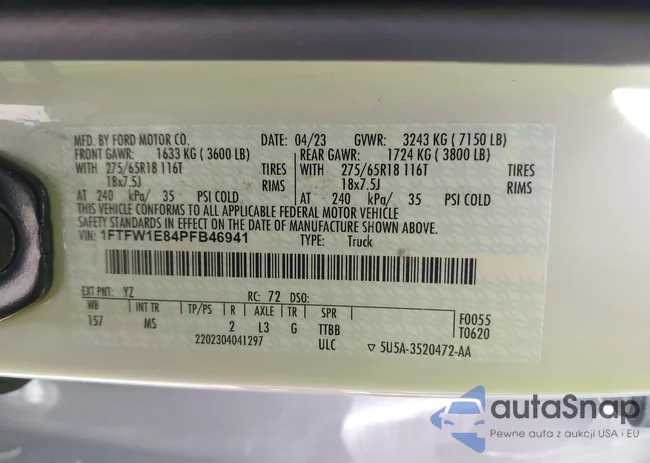 MFD. BY FORD MOTOR CO. DATE: 04/23 GVWR: 3243 KG ( 7150 LB)
FRONT GAWR: 1633 KG ( 3600 LB) REAR GAWR: 1724 KG ( 3800 LB)
WITH 275/65R18 116T TIRES WITH 275/65R18 116T TIRES
18x7.5J RIMS 18x7.5J RIMS
AT 240 kPa/ 35 PSI COLD AT 240 kPa/ 35 PSI COLD
THIS VEHICLE CONFORMS TO ALL APPLICABLE FEDERAL MOTOR VEHICLE
SAFETY STANDARDS IN EFFECT ON THE DATE OF MANUFACTURE SHOWN ABOVE.
VIN: 1FTFW1E84PFB46941 TYPE: Truck
EXT PNT: YZ RC: 72 DSO:
WB INT TR TP/PS R AXLE TR SPR F0055
157 MS 2 L3 G TTBB T0620
2202304041297 ULC ▽ 5U5A-3520472-AA
autoSnap
Pewne auta z aukcji USA i EU